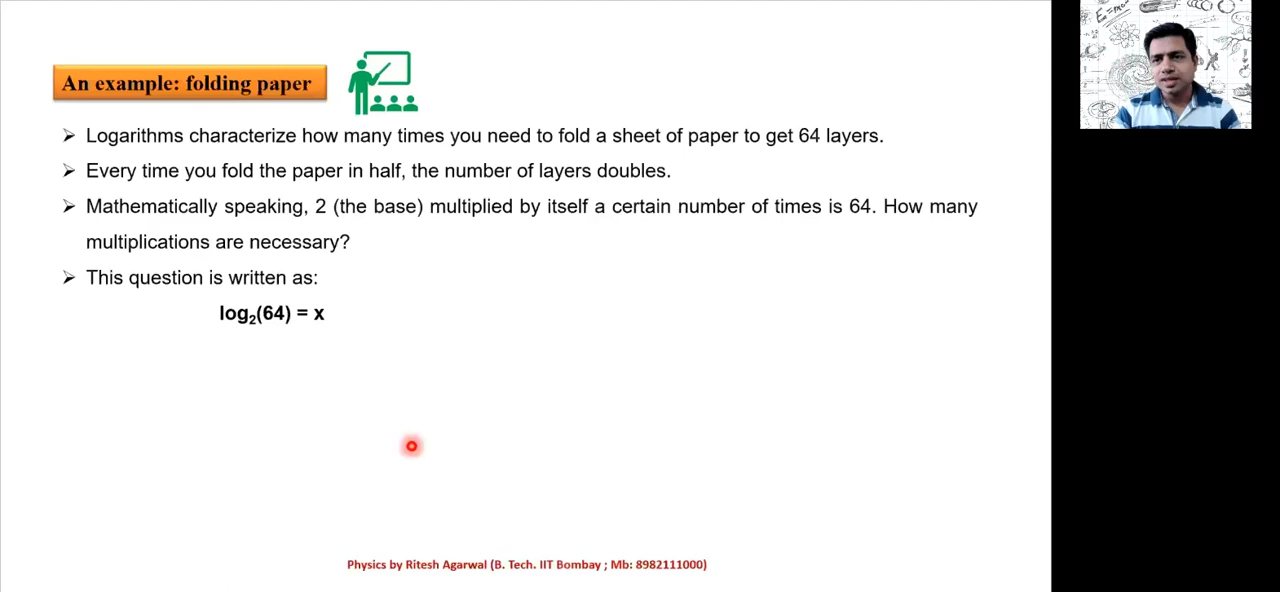 An example: folding paper
➢ Logarithms characterize how many times you need to fold a sheet of paper to get 64 layers.
➢ Every time you fold the paper in half, the number of layers doubles.
➢ Mathematically speaking, 2 (the base) multiplied by itself a certain number of times is 64. How many
multiplications are necessary?
➢ This question is written as:
log₂(64) = x
Physics by Ritesh Agarwal (B. Tech. IIT Bombay ; Mb: 8982111000)